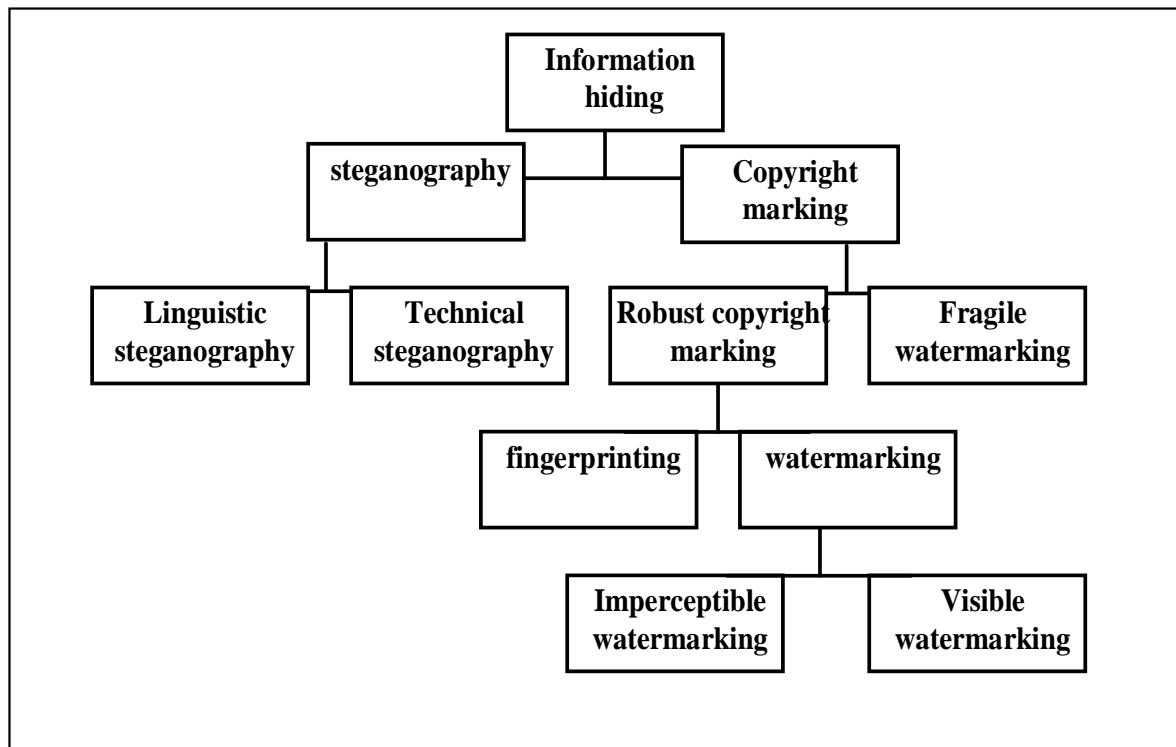 Information
hiding
steganography
Copyright
marking
Linguistic
steganography
Technical
steganography
Robust copyright
marking
Fragile
watermarking
fingerprinting
watermarking
Imperceptible
watermarking
Visible
watermarking